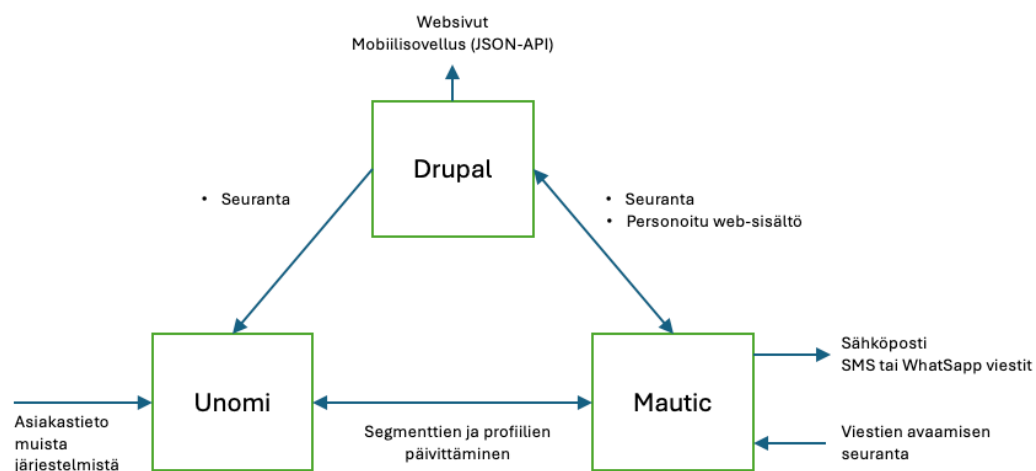 Websivut
Mobiilisovellus (JSON-API)
Drupal
• Seuranta
• Seuranta
• Personoitu web-sisältö
Unomi
Mautic
Sähköposti
SMS tai WhatSapp viestit
Asiakastieto
muista
järjestelmistä
Segmenttien ja profiilien
päivittäminen
Viestien avaamisen
seuranta